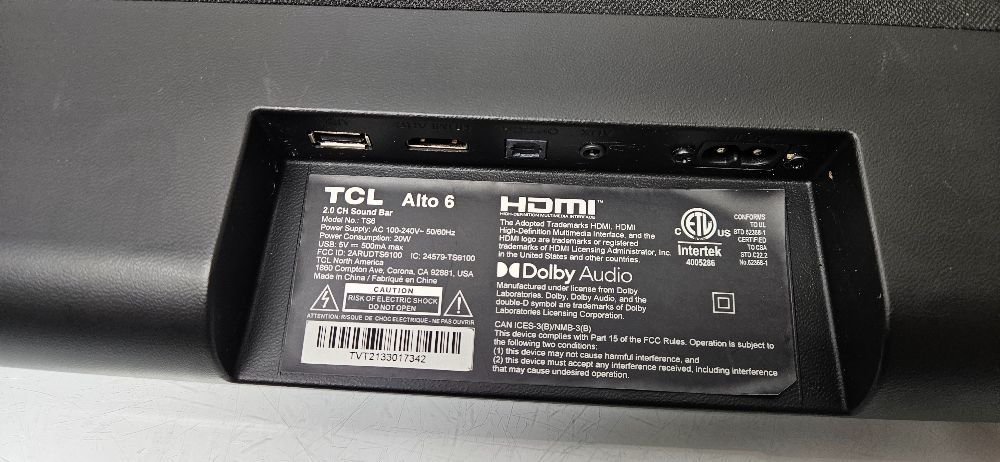 USB
HDMI ARC
OPTICAL
AUX
TCL Alto 6
2.0 CH Sound Bar
Model No.: TS6
Power Supply: AC 100-240V~ 50/60Hz
Power Consumption: 20W
USB: 5V⎓ 500mA max
FCC ID: 2ARUDTS6100 IC: 24579-TS6100
TCL North America
1860 Compton Ave, Corona, CA 92881, USA
Made in China / Fabriqué en Chine
CAUTION
RISK OF ELECTRIC SHOCK
DO NOT OPEN
ATTENTION: RISQUE DE CHOC ELECTRIQUE - NE PAS OUVRIR
TVT2133017342
HDMI™
HIGH-DEFINITION MULTIMEDIA INTERFACE
The Adopted Trademarks HDMI, HDMI
High-Definition Multimedia Interface, and the
HDMI logo are trademarks or registered
trademarks of HDMI Licensing Administrator, Inc.
in the United States and other countries.
Dolby Audio
Manufactured under license from Dolby
Laboratories. Dolby, Dolby Audio, and the
double-D symbol are trademarks of Dolby
Laboratories Licensing Corporation.
CAN ICES-3(B)/NMB-3(B)
This device complies with Part 15 of the FCC Rules. Operation is subject to
the following two conditions:
(1) this device may not cause harmful interference, and
(2) this device must accept any interference received, including interference
that may cause undesired operation.
C ETL US
Intertek
4005286
CONFORMS
TO UL
STD 62368-1
CERTIFIED
TO CSA
STD C22.2
No.62368-1